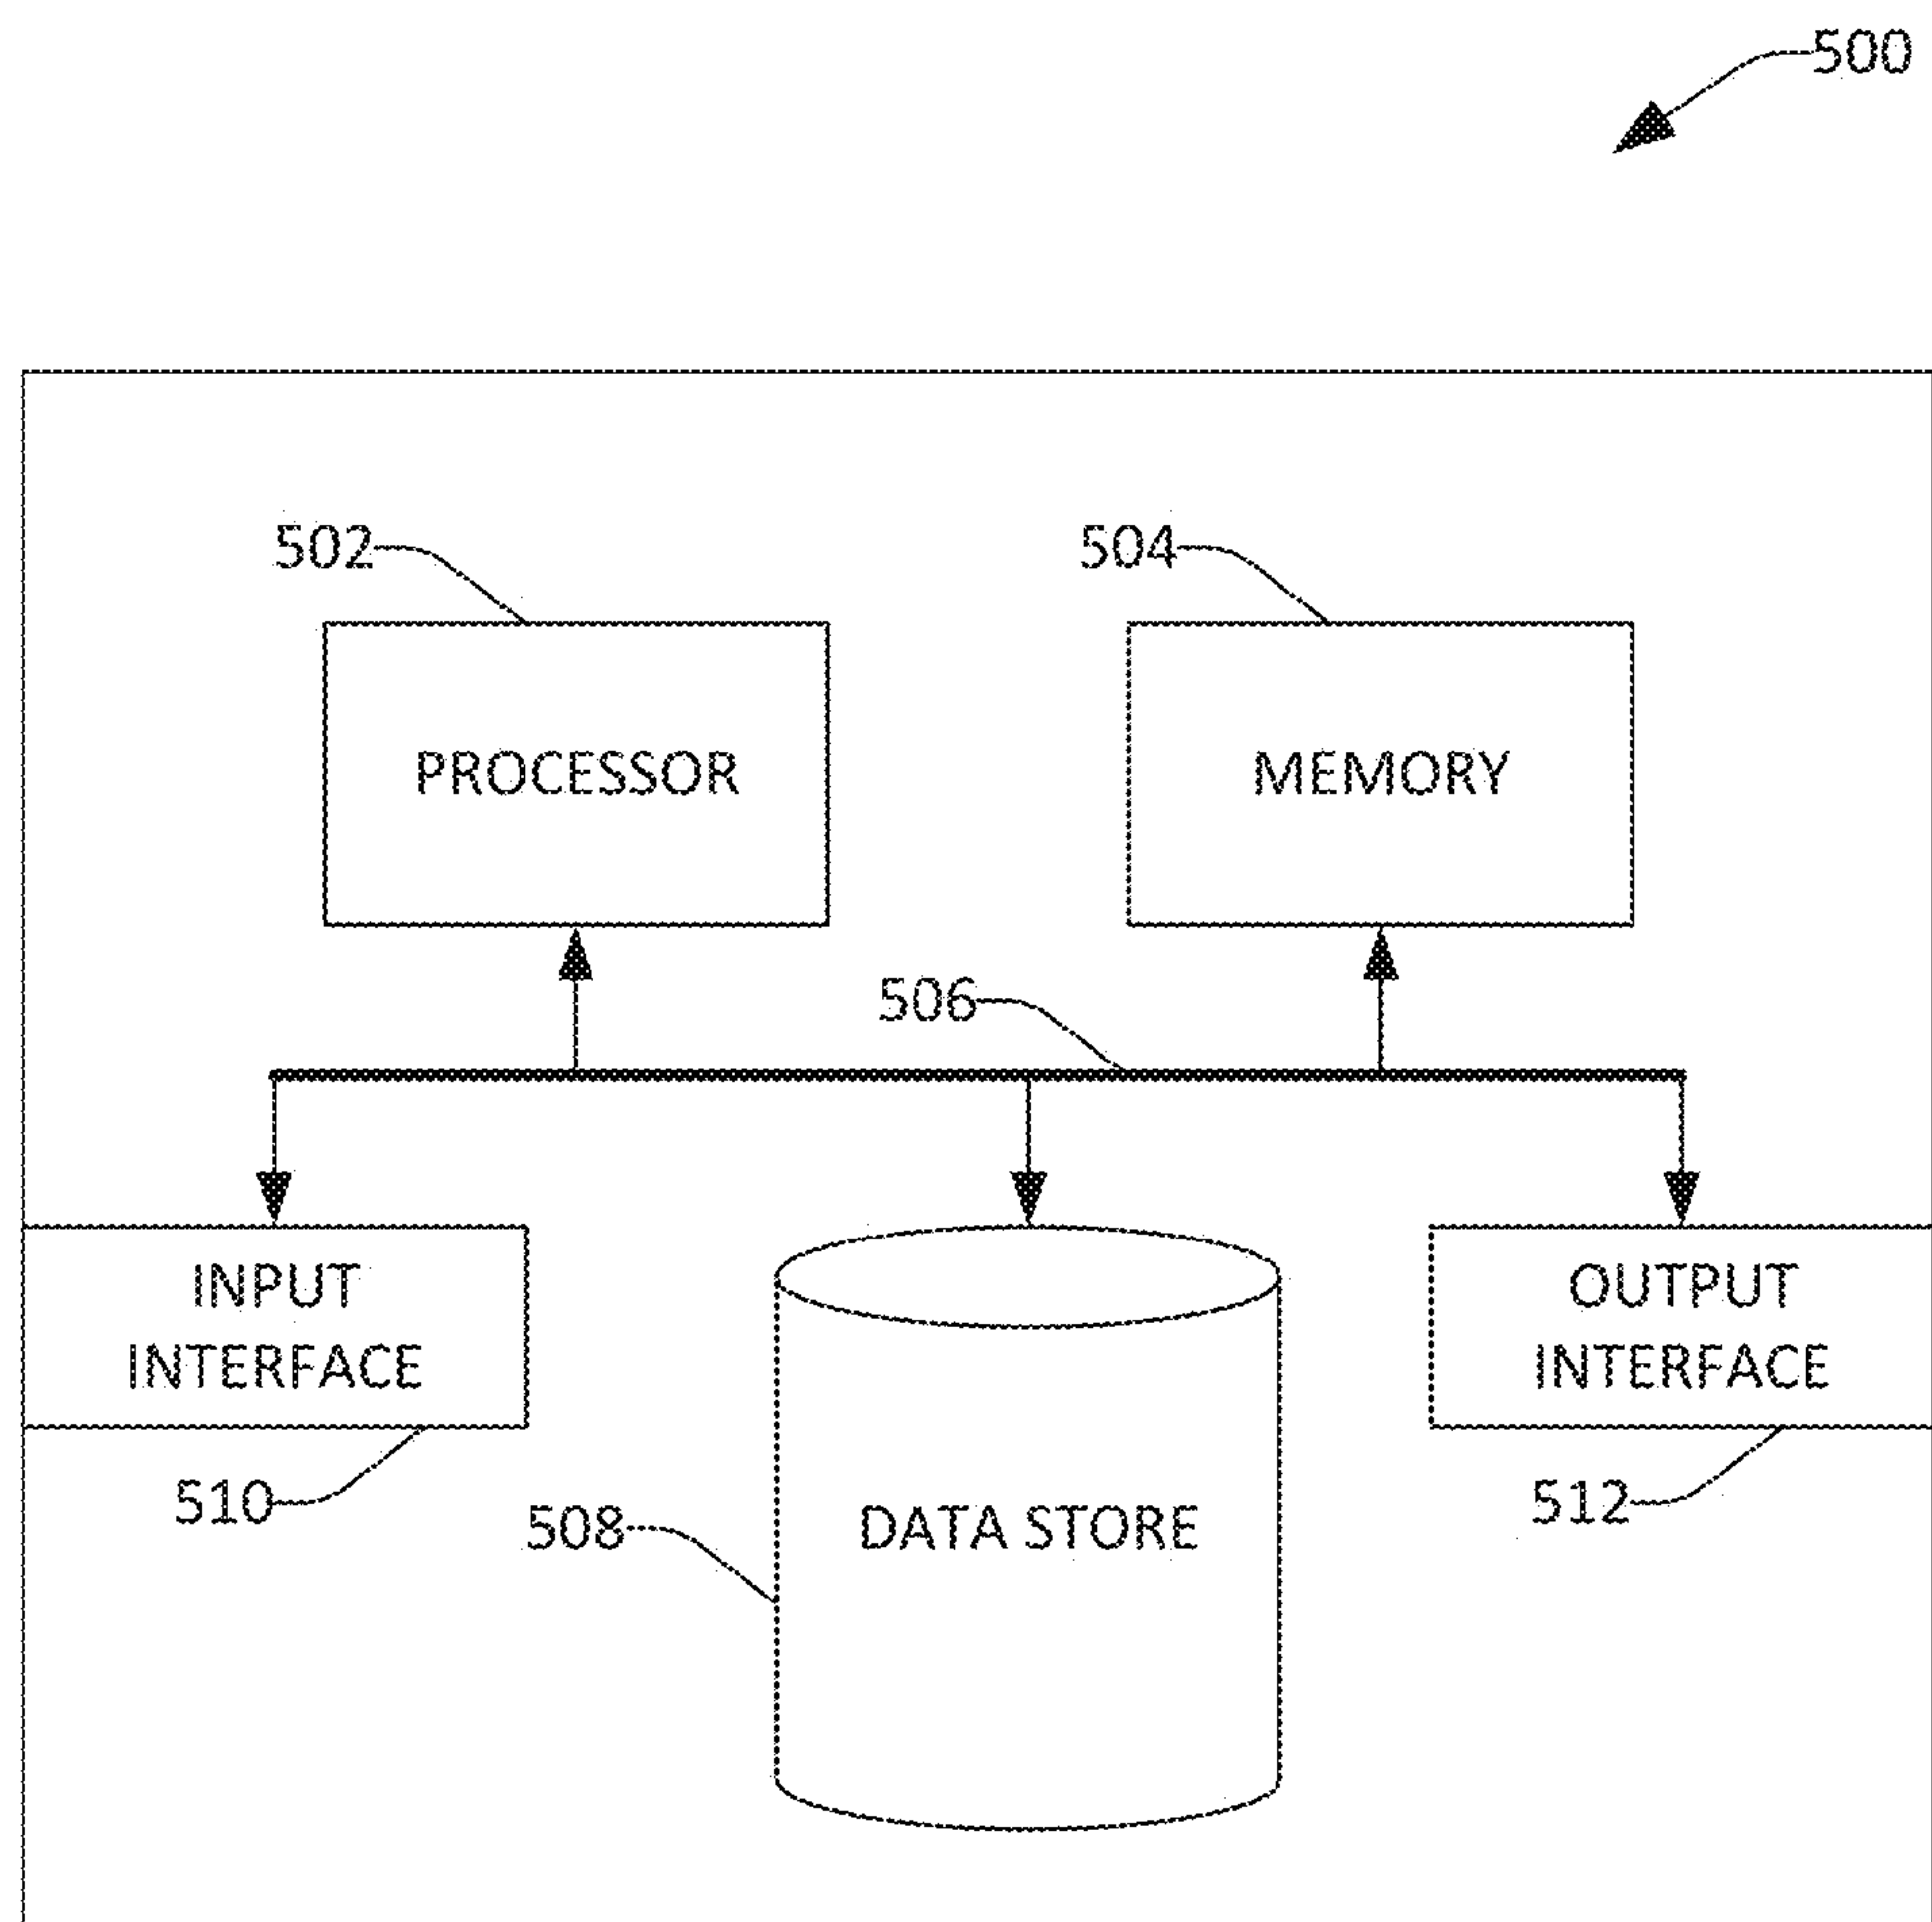 500
502
504
PROCESSOR
MEMORY
506
INPUT
INTERFACE
OUTPUT
INTERFACE
510
508
DATA STORE
512